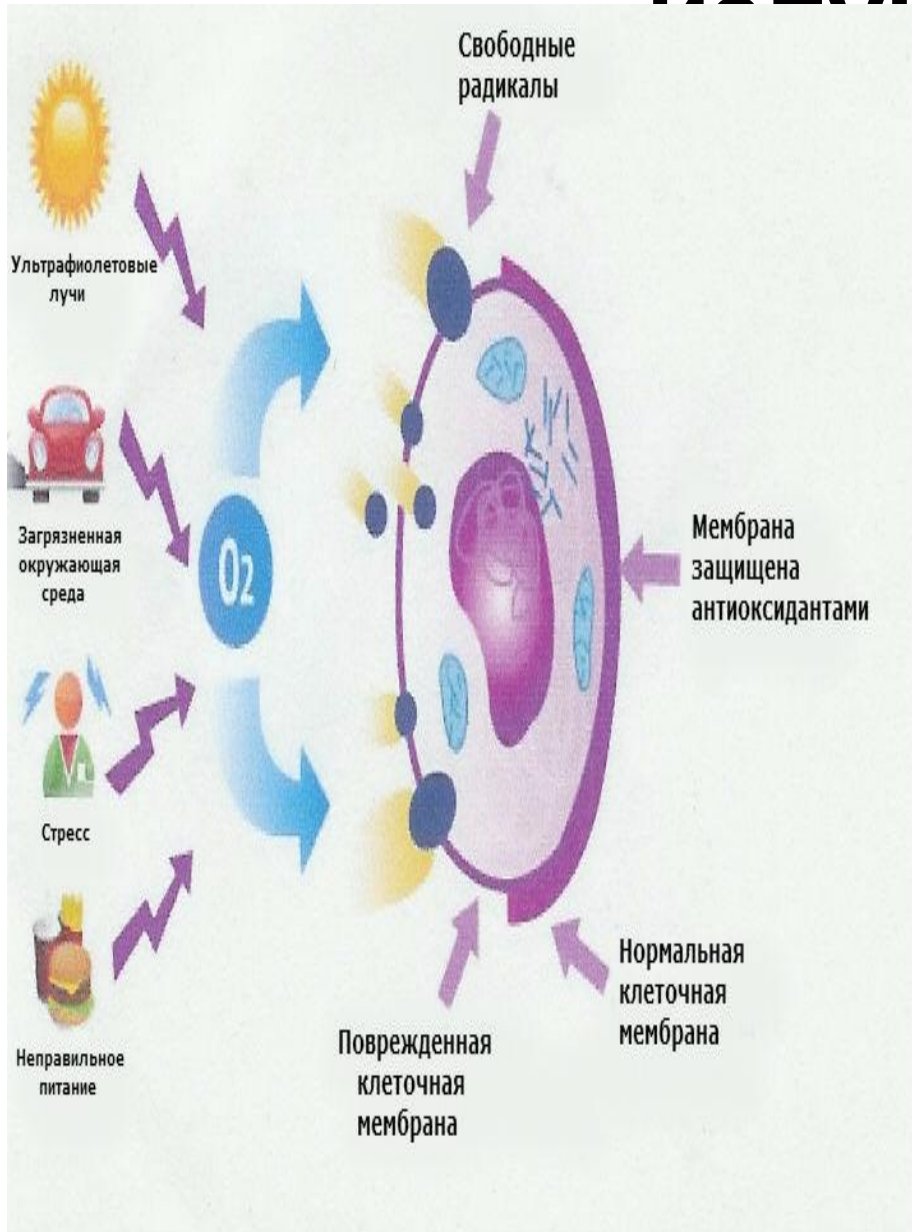 Свободные
радикалы
Ультрафиолетовые
лучи
Загрязненная
окружающая
среда
O2
Мембрана
защищена
антиоксидантами
Стресс
Нормальная
клеточная
мембрана
Неправильное
питание
Поврежденная
клеточная
мембрана